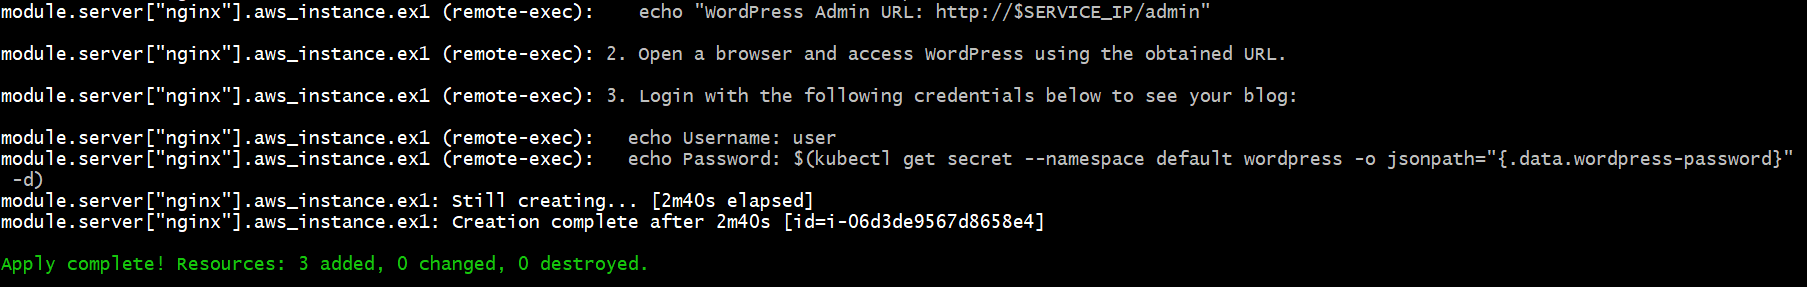 module.server["nginx"].aws_instance.ex1 (remote-exec):    echo "WordPress Admin URL: http://$SERVICE_IP/admin"
module.server["nginx"].aws_instance.ex1 (remote-exec): 2. Open a browser and access WordPress using the obtained URL.
module.server["nginx"].aws_instance.ex1 (remote-exec): 3. Login with the following credentials below to see your blog:
module.server["nginx"].aws_instance.ex1 (remote-exec):   echo Username: user
module.server["nginx"].aws_instance.ex1 (remote-exec):   echo Password: $(kubectl get secret --namespace default wordpress -o jsonpath="{.data.wordpress-password}"
 -d)
module.server["nginx"].aws_instance.ex1: Still creating... [2m40s elapsed]
module.server["nginx"].aws_instance.ex1: Creation complete after 2m40s [id=i-06d3de9567d8658e4]
Apply complete! Resources: 3 added, 0 changed, 0 destroyed.